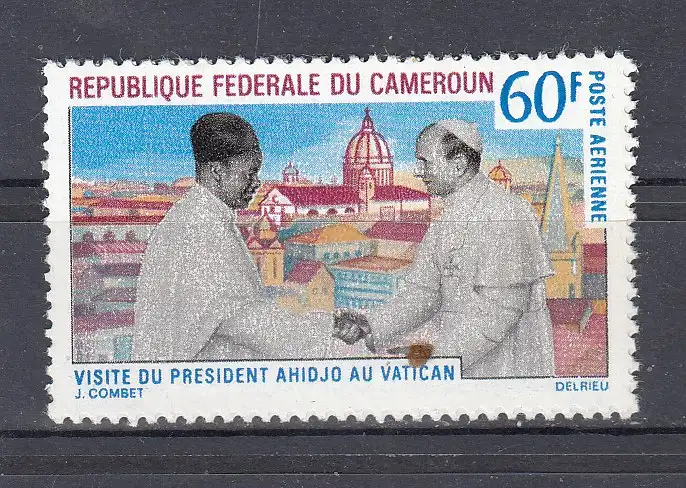 REPUBLIQUE FEDERALE DU CAMEROUN
60F
POSTE AERIENNE
VISITE DU PRESIDENT AHIDJO AU VATICAN
J. COMBET
DELRIEU